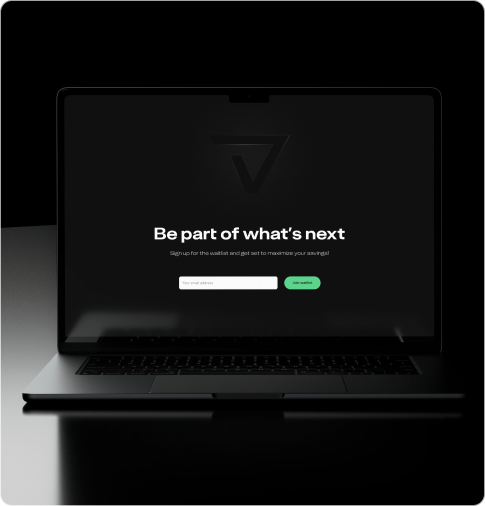 Be part of what's next
Sign up for the waitlist and get set to maximize your savings!
Your email address
Join waitlist